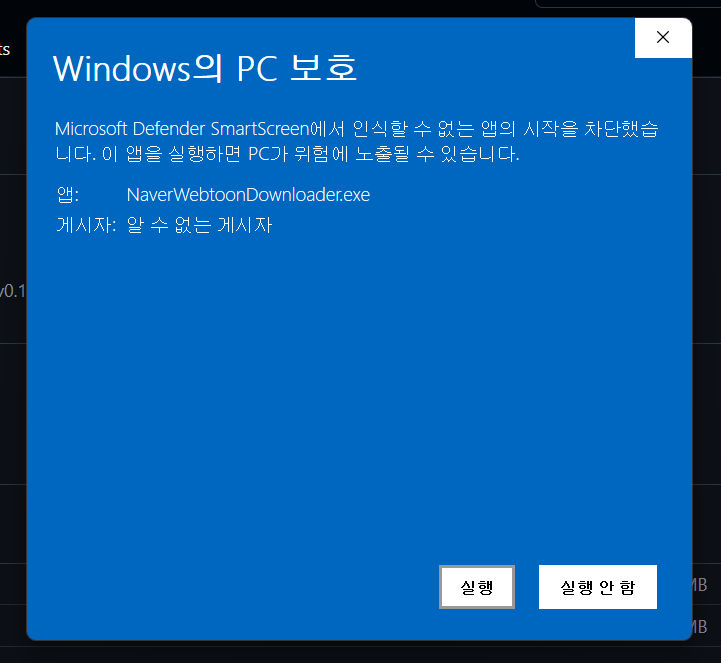 ts
Windows의 PC 보호
Microsoft Defender SmartScreen에서 인식할 수 없는 앱의 시작을 차단했습
니다. 이 앱을 실행하면 PC가 위험에 노출될 수 있습니다.
앱: NaverWebtoonDownloader.exe
게시자: 알 수 없는 게시자
v0.1
실행 실행 안 함
MB
MB